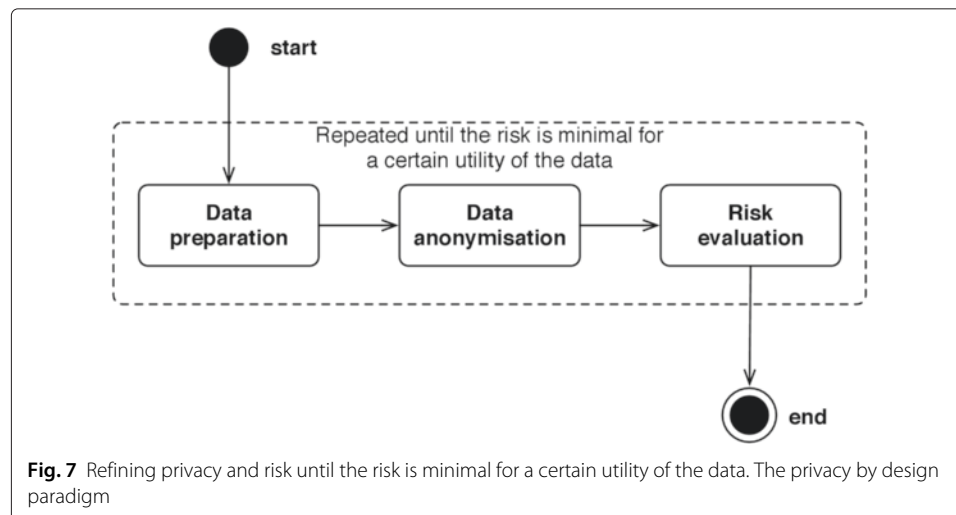 start
Repeated until the risk is minimal for
a certain utility of the data
Data
preparation
Data
anonymisation
Risk
evaluation
end
Fig. 7 Refining privacy and risk until the risk is minimal for a certain utility of the data. The privacy by design
paradigm